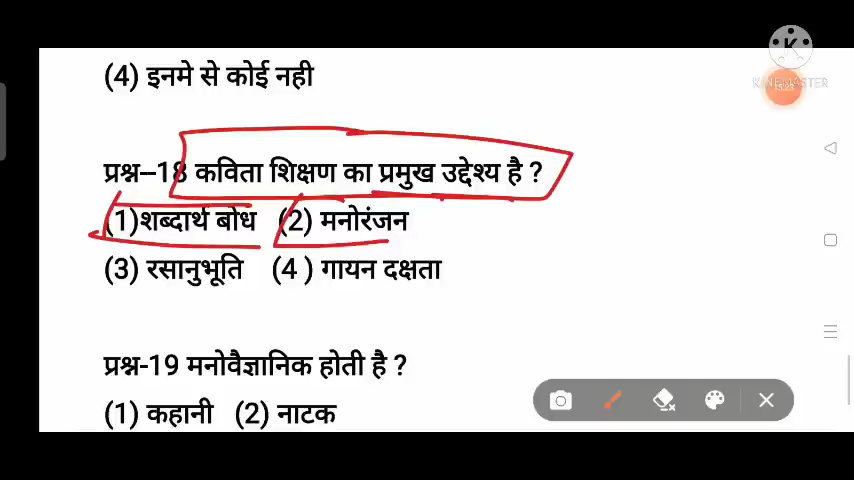 (4) इनमे से कोई नही
K
KINEMASTER
प्रश्न–18 कविता शिक्षण का प्रमुख उद्देश्य है ?
(1)शब्दार्थ बोध (2) मनोरंजन
(3) रसानुभूति (4 ) गायन दक्षता
प्रश्न-19 मनोवैज्ञानिक होती है ?
(1) कहानी (2) नाटक